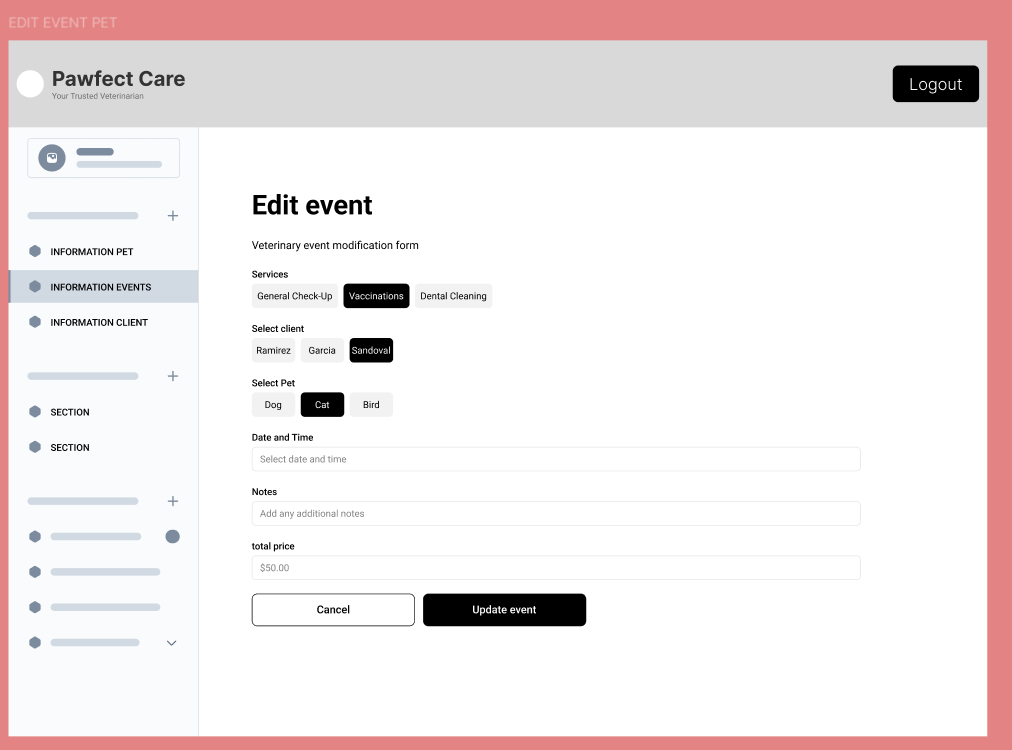 EDIT EVENT PET
Pawfect Care
Your Trusted Veterinarian
Logout
INFORMATION PET
INFORMATION EVENTS
INFORMATION CLIENT
SECTION
SECTION
Edit event
Veterinary event modification form
Services
General Check-Up Vaccinations Dental Cleaning
Select client
Ramirez Garcia Sandoval
Select Pet
Dog Cat Bird
Date and Time
Select date and time
Notes
Add any additional notes
total price
$50.00
Cancel Update event